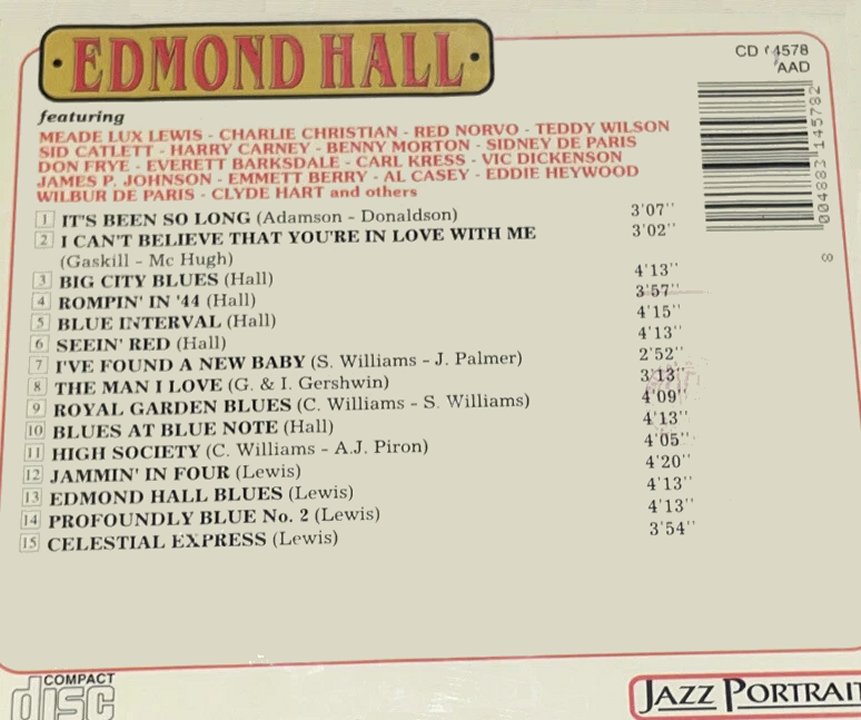 EDMOND HALL
CD 14578
AAD
featuring
MEADE LUX LEWIS - CHARLIE CHRISTIAN - RED NORVO - TEDDY WILSON
SID CATLETT - HARRY CARNEY - BENNY MORTON - SIDNEY DE PARIS
DON FRYE - EVERETT BARKSDALE - CARL KRESS - VIC DICKENSON
JAMES P. JOHNSON - EMMETT BERRY - AL CASEY - EDDIE HEYWOOD
WILBUR DE PARIS - CLYDE HART and others
1 IT'S BEEN SO LONG (Adamson - Donaldson) 3'07''
2 I CAN'T BELIEVE THAT YOU'RE IN LOVE WITH ME 3'02''
(Gaskill - Mc Hugh)
3 BIG CITY BLUES (Hall) 4'13''
4 ROMPIN' IN '44 (Hall) 3'57''
5 BLUE INTERVAL (Hall) 4'15''
6 SEEIN' RED (Hall) 4'13''
7 I'VE FOUND A NEW BABY (S. Williams - J. Palmer) 2'52''
8 THE MAN I LOVE (G. & I. Gershwin) 3'13''
9 ROYAL GARDEN BLUES (C. Williams - S. Williams) 4'09''
10 BLUES AT BLUE NOTE (Hall) 4'13''
11 HIGH SOCIETY (C. Williams - A.J. Piron) 4'05''
12 JAMMIN' IN FOUR (Lewis) 4'20''
13 EDMOND HALL BLUES (Lewis) 4'13''
14 PROFOUNDLY BLUE No. 2 (Lewis) 4'13''
15 CELESTIAL EXPRESS (Lewis) 3'54''
004883 145782
8
COMPACT
disc
JAZZ PORTRAIT